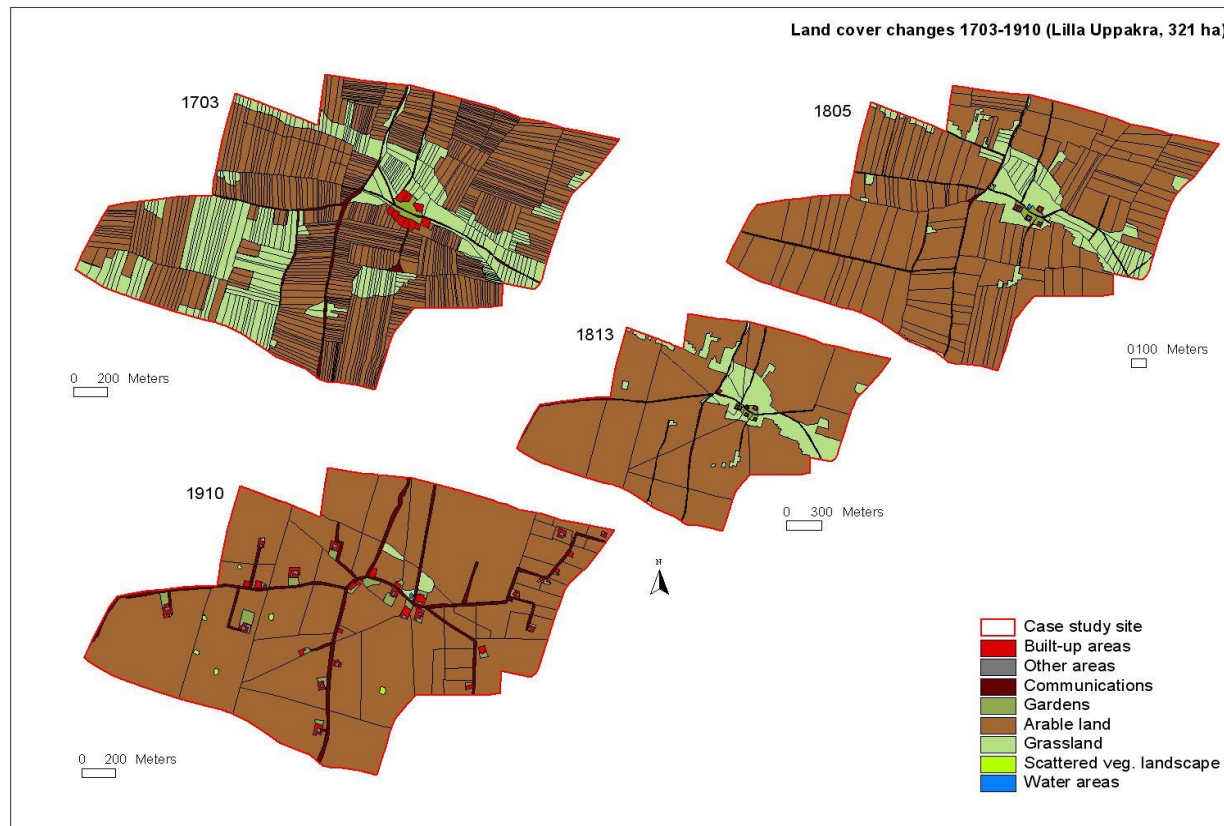 Land cover changes 1703-1910 (Lilla Uppakra, 321 ha)
1703
1805
0 200 Meters
0100 Meters
1813
0 300 Meters
1910
N
0 200 Meters
Case study site
Built-up areas
Other areas
Communications
Gardens
Arable land
Grassland
Scattered veg. landscape
Water areas